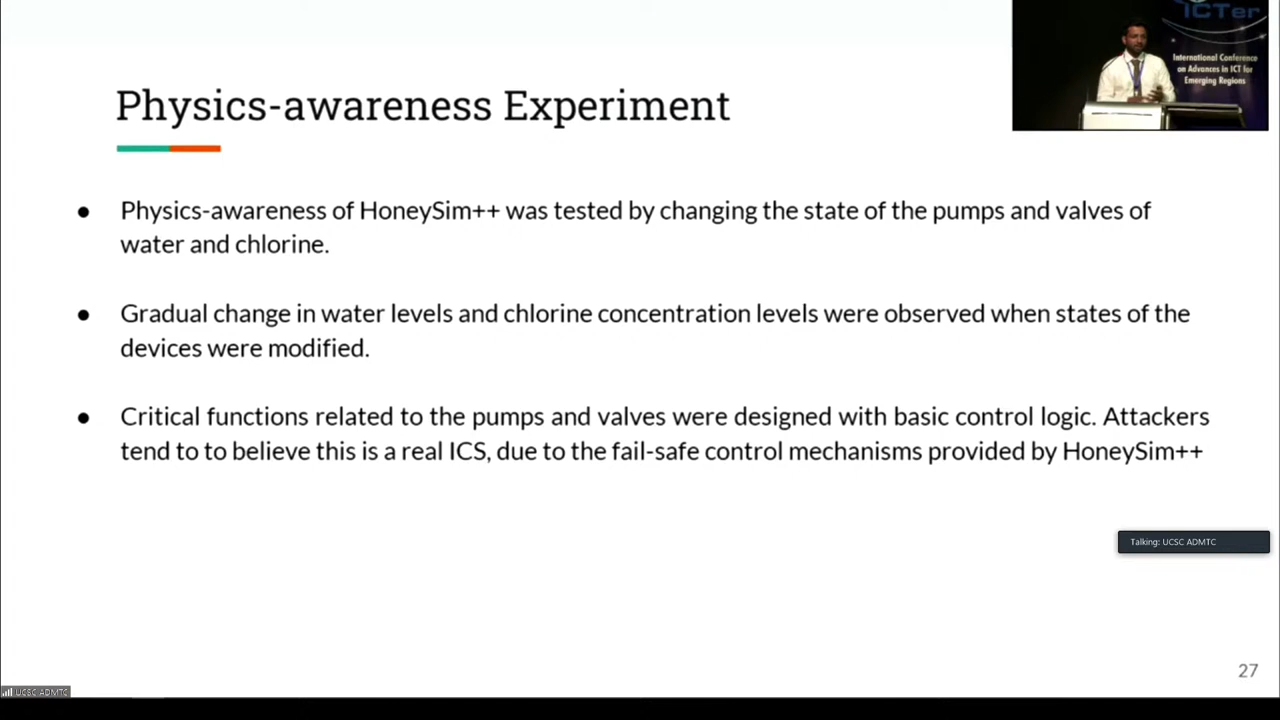 ICTer
International Conference
on Advances in ICT for
Emerging Regions
Physics-awareness Experiment
● Physics-awareness of HoneySim++ was tested by changing the state of the pumps and valves of
water and chlorine.
● Gradual change in water levels and chlorine concentration levels were observed when states of the
devices were modified.
● Critical functions related to the pumps and valves were designed with basic control logic. Attackers
tend to to believe this is a real ICS, due to the fail-safe control mechanisms provided by HoneySim++
Talking: UCSC ADMTC
27
UCSC ADMTC